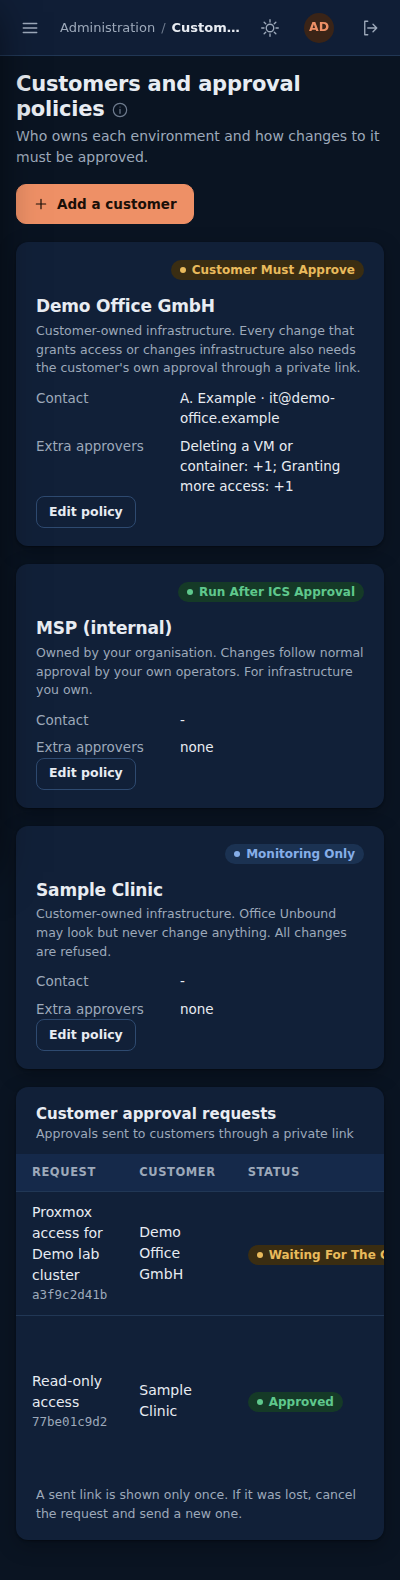 Administration / Custom...
AD
Customers and approval
policies
Who owns each environment and how changes to it
must be approved.
+ Add a customer
Customer Must Approve
Demo Office GmbH
Customer-owned infrastructure. Every change that
grants access or changes infrastructure also needs
the customer's own approval through a private link.
Contact
A. Example · it@demo-
office.example
Extra approvers
Deleting a VM or
container: +1; Granting
more access: +1
Edit policy
Run After ICS Approval
MSP (internal)
Owned by your organisation. Changes follow normal
approval by your own operators. For infrastructure
you own.
Contact
-
Extra approvers
none
Edit policy
Monitoring Only
Sample Clinic
Customer-owned infrastructure. Office Unbound
may look but never change anything. All changes
are refused.
Contact
-
Extra approvers
none
Edit policy
Customer approval requests
Approvals sent to customers through a private link
REQUEST CUSTOMER STATUS
Proxmox
access for
Demo lab
cluster
a3f9c2d41b
Demo
Office
GmbH
Waiting For The
Read-only
access
77be01c9d2
Sample
Clinic
Approved
A sent link is shown only once. If it was lost, cancel
the request and send a new one.